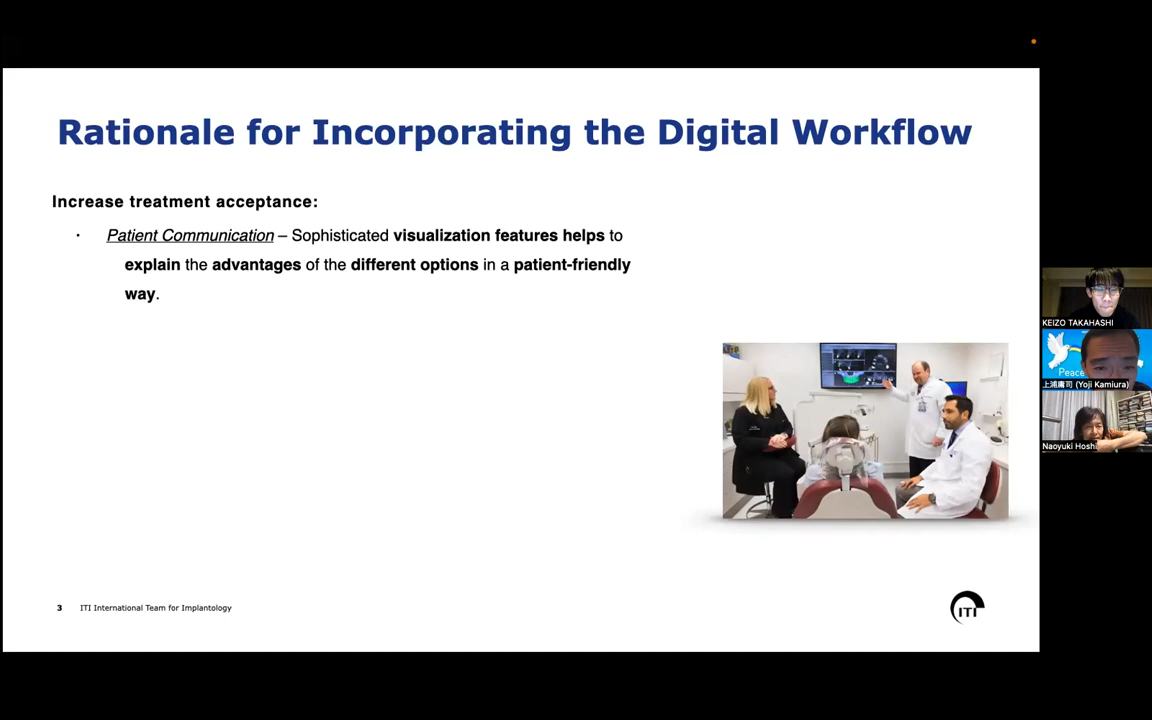 Rationale for Incorporating the Digital Workflow
Increase treatment acceptance:
· Patient Communication – Sophisticated visualization features helps to
explain the advantages of the different options in a patient-friendly
way.
3 ITI International Team for Implantology
ITI
KEIZO TAKAHASHI
Peace
上浦庸司 (Yoji Kamiura)
Naoyuki Hoshi